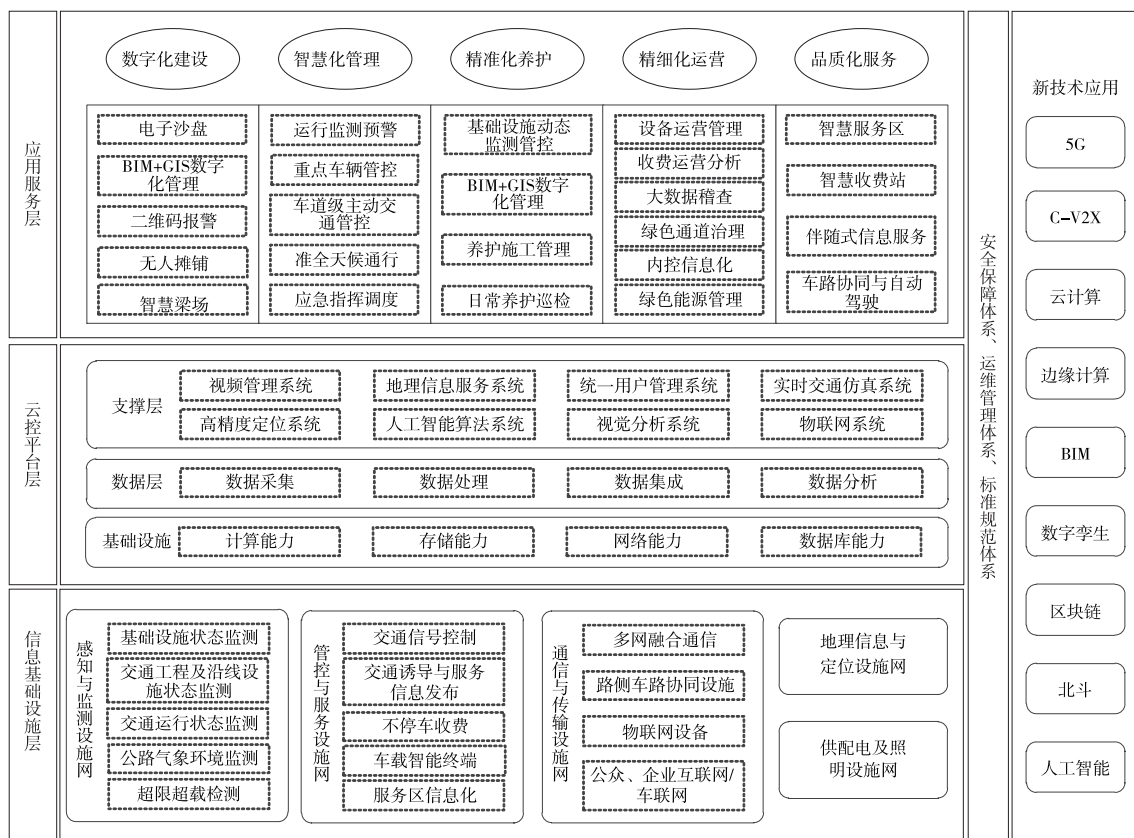 应用服务层
数字化建设
智慧化管理
精准化养护
精细化运营
品质化服务
电子沙盘
BIM+GIS数字
化管理
二维码报警
无人摊铺
智慧梁场
运行监测预警
重点车辆管控
车道级主动交
通管控
准全天候通行
应急指挥调度
基础设施动态
监测管控
BIM+GIS数字
化管理
养护施工管理
日常养护巡检
设备运营管理
收费运营分析
大数据稽查
绿色通道治理
内控信息化
绿色能源管理
智慧服务区
智慧收费站
伴随式信息服务
车路协同与自动
驾驶
云控平台层
支撑层
视频管理系统
地理信息服务系统
统一用户管理系统
实时交通仿真系统
高精度定位系统
人工智能算法系统
视觉分析系统
物联网系统
数据层
数据采集
数据处理
数据集成
数据分析
基础设施
计算能力
存储能力
网络能力
数据库能力
信息基础设施层
感知与监测设施网
基础设施状态监测
交通工程及沿线设
施状态监测
交通运行状态监测
公路气象环境监测
超限超载检测
管控与服务设施网
交通信号控制
交通诱导与服务
信息发布
不停车收费
车载智能终端
服务区信息化
通信与传输设施网
多网融合通信
路侧车路协同设施
物联网设备
公众、企业互联网/
车联网
地理信息与
定位设施网
供配电及照
明设施网
安全保障体系、运维管理体系、标准规范体系
新技术应用
5G
C-V2X
云计算
边缘计算
BIM
数字孪生
区块链
北斗
人工智能